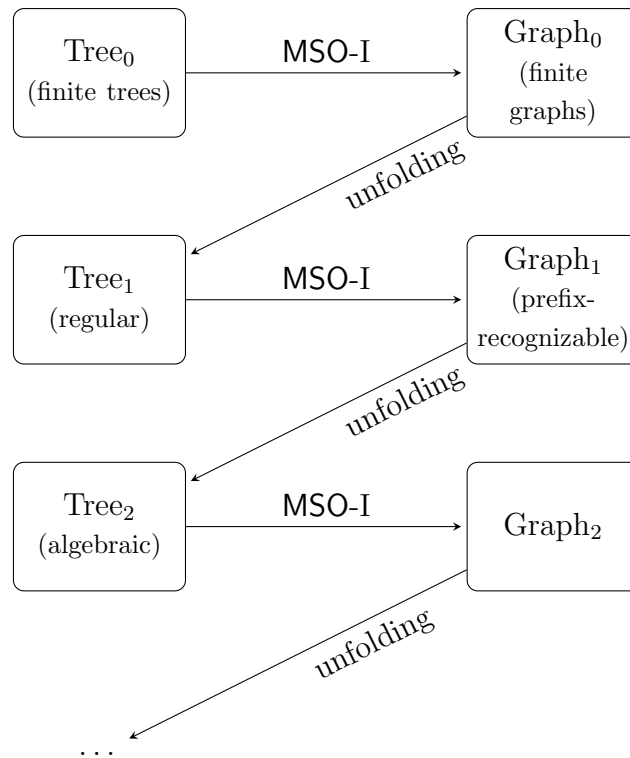 Tree₀
(finite trees)
MSO-I
Graph₀
(finite
graphs)
unfolding
Tree₁
(regular)
MSO-I
Graph₁
(prefix-
recognizable)
unfolding
Tree₂
(algebraic)
MSO-I
Graph₂
unfolding
...